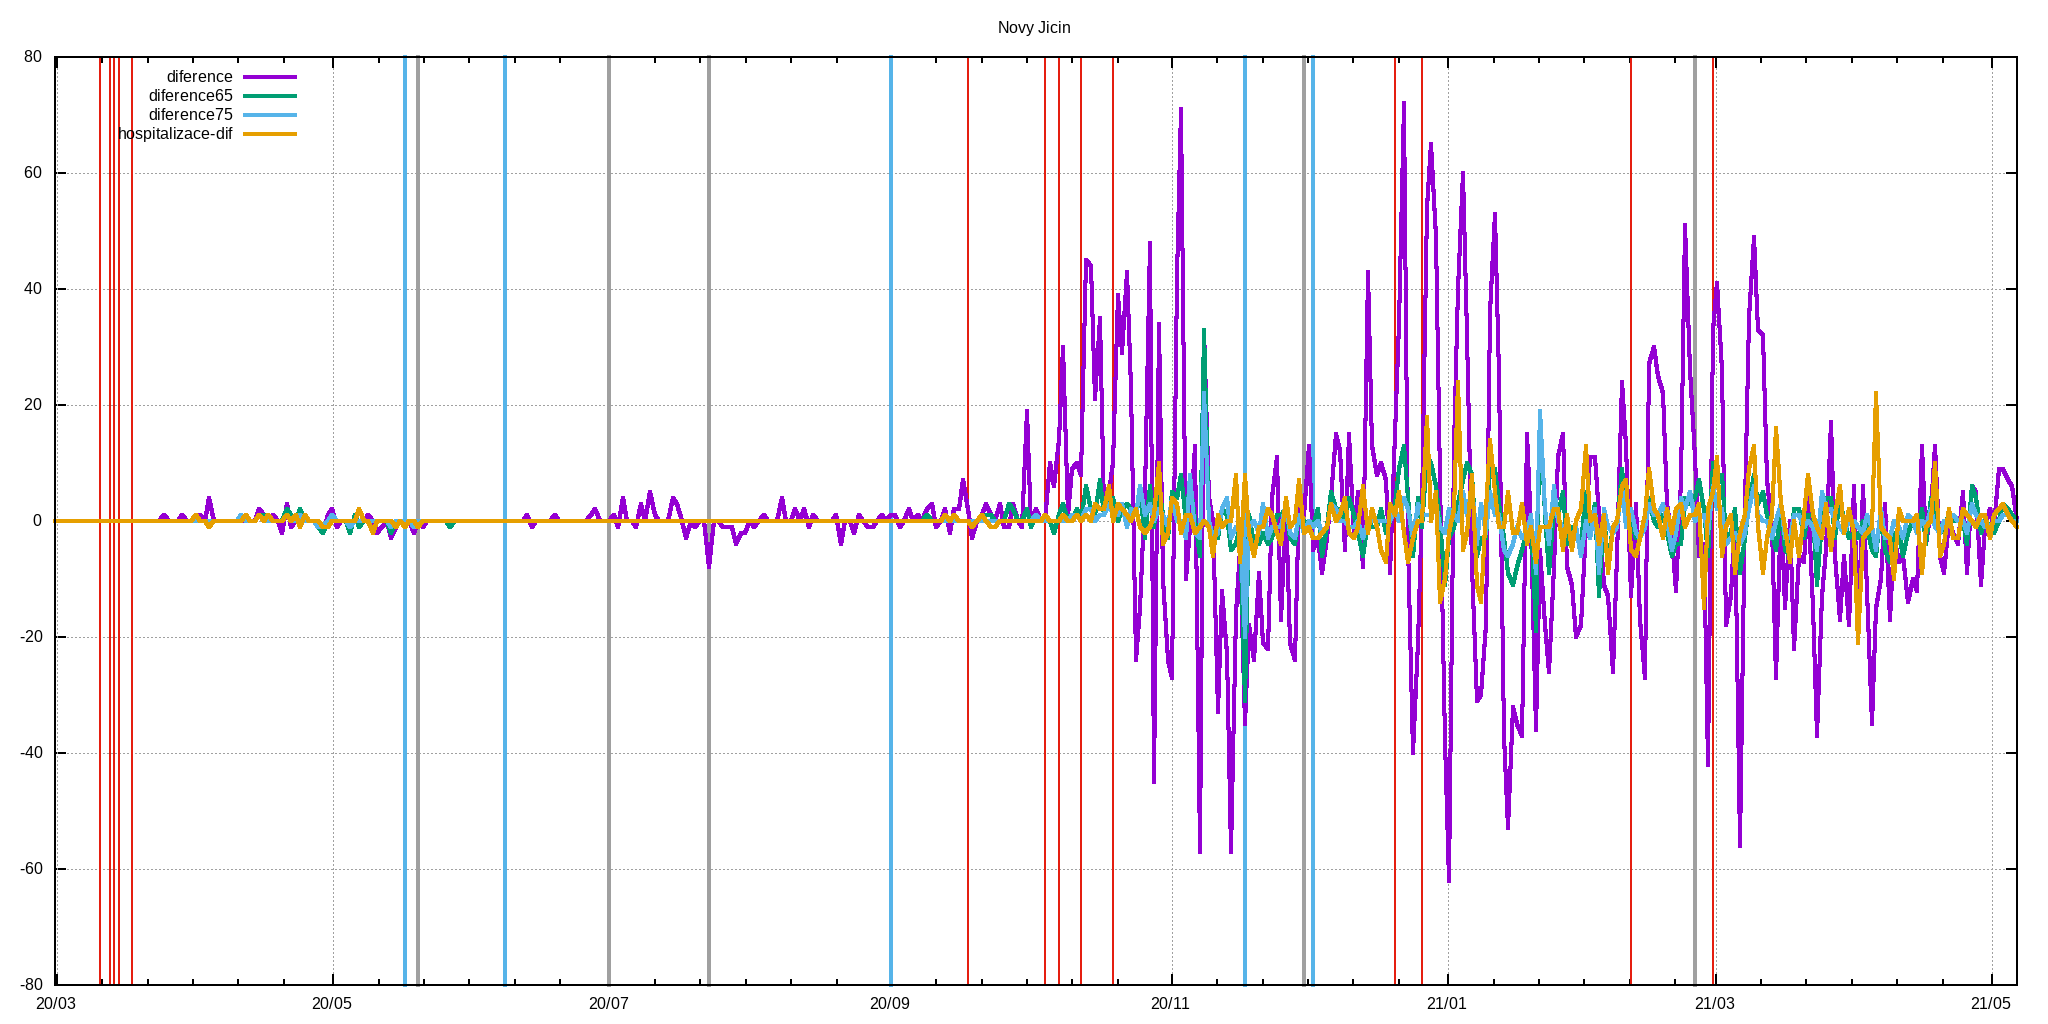 Novy Jicin
80
60
40
20
0
-20
-40
-60
-80
diference
diference65
diference75
hospitalizace-dif
20/03 20/05 20/07 20/09 20/11 21/01 21/03 21/05